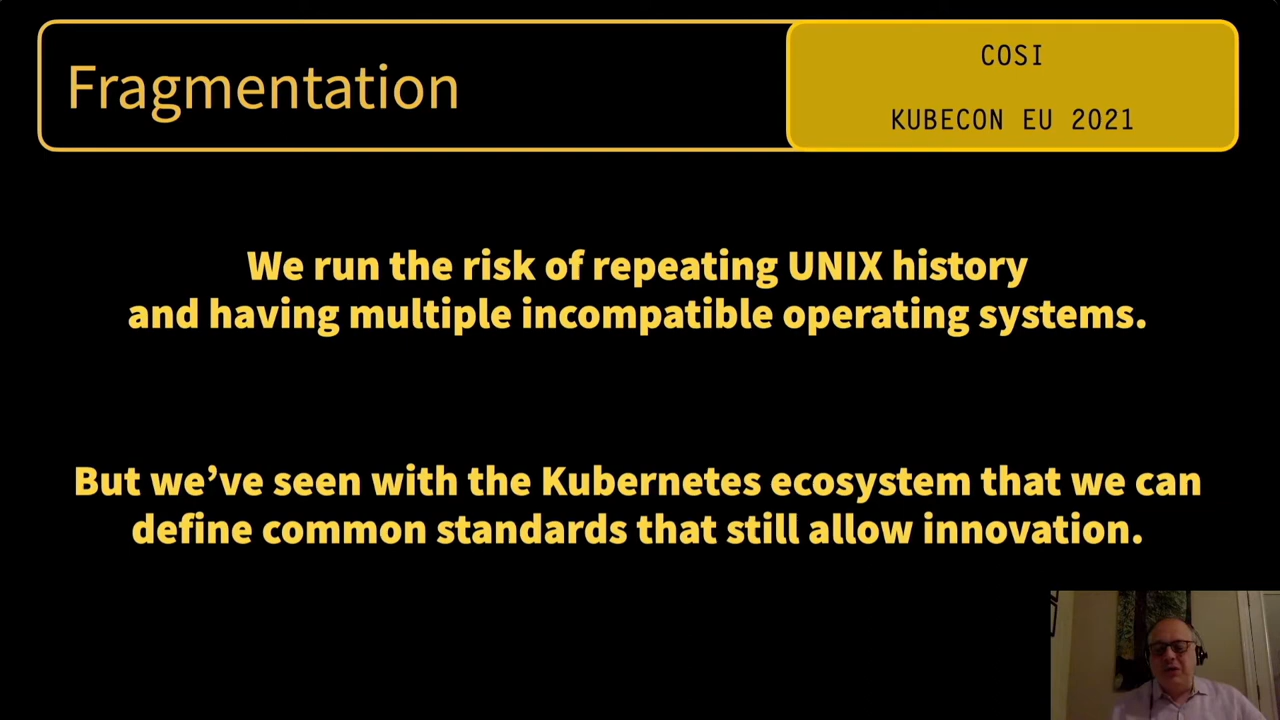 Fragmentation
COSI
KUBECON EU 2021
We run the risk of repeating UNIX history
and having multiple incompatible operating systems.
But we’ve seen with the Kubernetes ecosystem that we can
define common standards that still allow innovation.